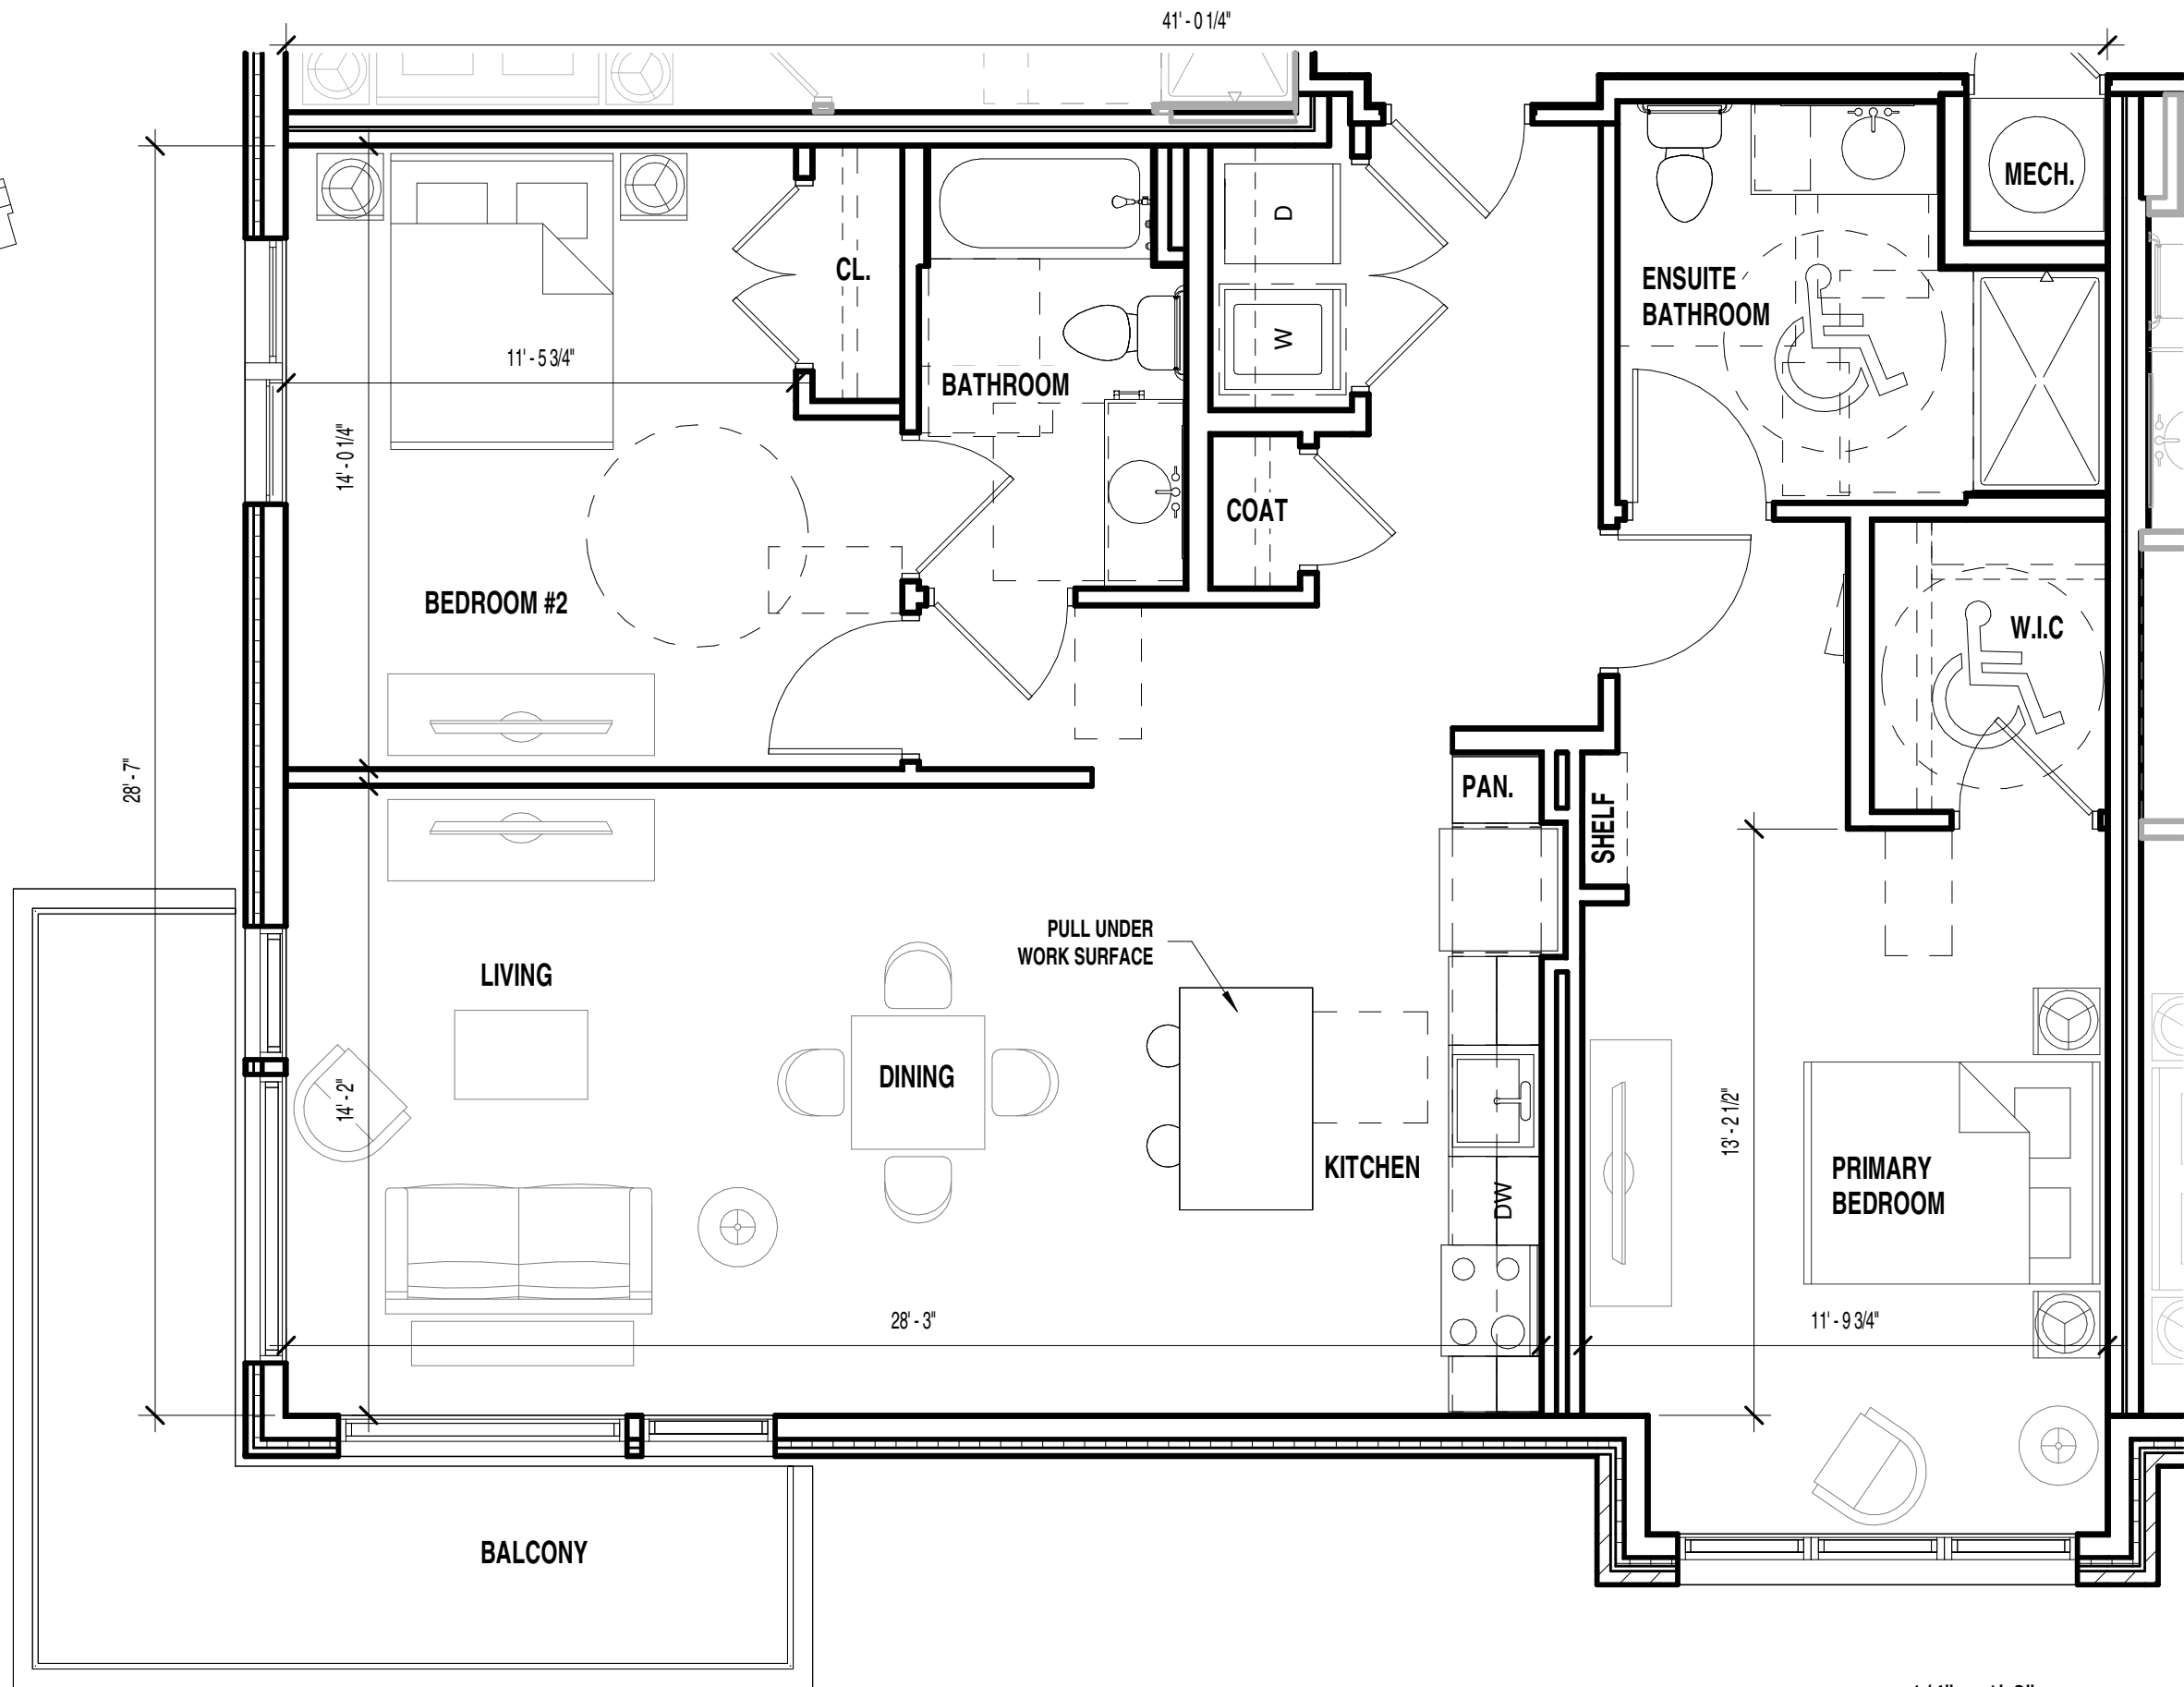 41' - 0 1/4"
MECH.
D
CL.
ENSUITE
BATHROOM
W
11' - 5 3/4"
BATHROOM
14' - 0 1/4"
COAT
BEDROOM #2
W.I.C
28' - 7"
PAN.
SHELF
PULL UNDER
WORK SURFACE
LIVING
DINING
14' - 2"
13' - 2 1/2"
KITCHEN
PRIMARY
BEDROOM
DW
28' - 3"
11' - 9 3/4"
BALCONY